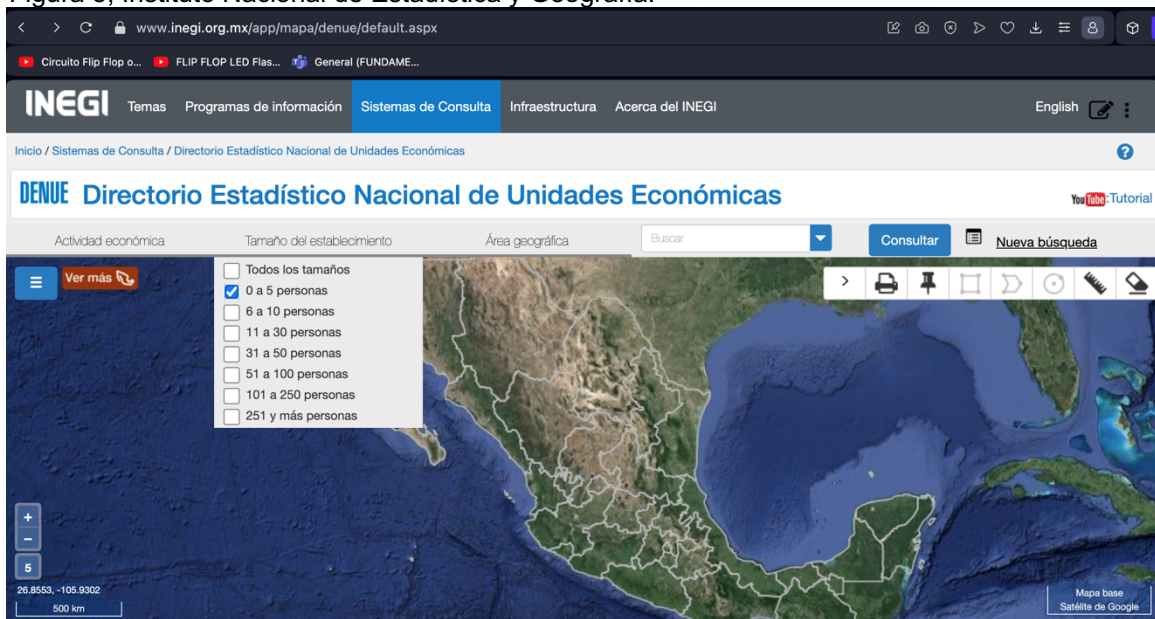 Figura 3, Instituto Nacional de Estadística y Geografía.
www.inegi.org.mx/app/mapa/denue/default.aspx
Circuito Flip Flop o... FLIP FLOP LED Flas... General (FUNDAME...
INEGI Temas Programas de información Sistemas de Consulta Infraestructura Acerca del INEGI English
Inicio / Sistemas de Consulta / Directorio Estadístico Nacional de Unidades Económicas
DENUE Directorio Estadístico Nacional de Unidades Económicas YouTube:Tutorial
Actividad económica Tamaño del establecimiento Área geográfica Buscar Consultar Nueva búsqueda
Ver más
Todos los tamaños
0 a 5 personas
6 a 10 personas
11 a 30 personas
31 a 50 personas
51 a 100 personas
101 a 250 personas
251 y más personas
+
-
5
26.8553, -105.9302
500 km
Mapa base
Satélite de Google